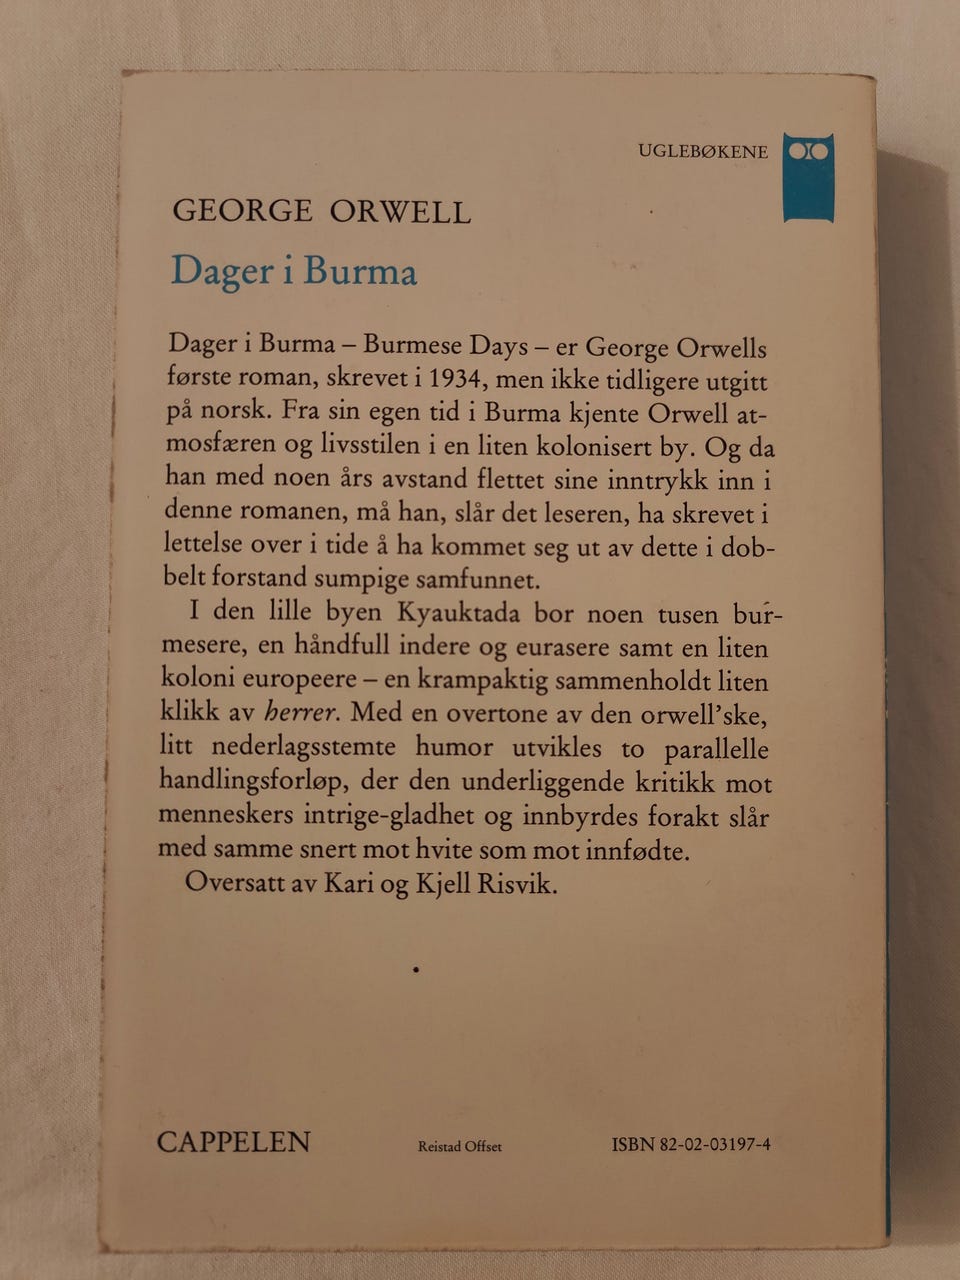 UGLEBØKENE
GEORGE ORWELL
Dager i Burma
Dager i Burma – Burmese Days – er George Orwells
første roman, skrevet i 1934, men ikke tidligere utgitt
på norsk. Fra sin egen tid i Burma kjente Orwell at-
mosfæren og livsstilen i en liten kolonisert by. Og da
han med noen års avstand flettet sine inntrykk inn i
denne romanen, må han, slår det leseren, ha skrevet i
lettelse over i tide å ha kommet seg ut av dette i dob-
belt forstand sumpige samfunnet.
I den lille byen Kyauktada bor noen tusen bur-
mesere, en håndfull indere og eurasere samt en liten
koloni europeere – en krampaktig sammenholdt liten
klikk av herrer. Med en overtone av den orwell'ske,
litt nederlagsstemte humor utvikles to parallelle
handlingsforløp, der den underliggende kritikk mot
menneskers intrige-gladhet og innbyrdes forakt slår
med samme snert mot hvite som mot innfødte.
Oversatt av Kari og Kjell Risvik.
CAPPELEN Reistad Offset ISBN 82-02-03197-4